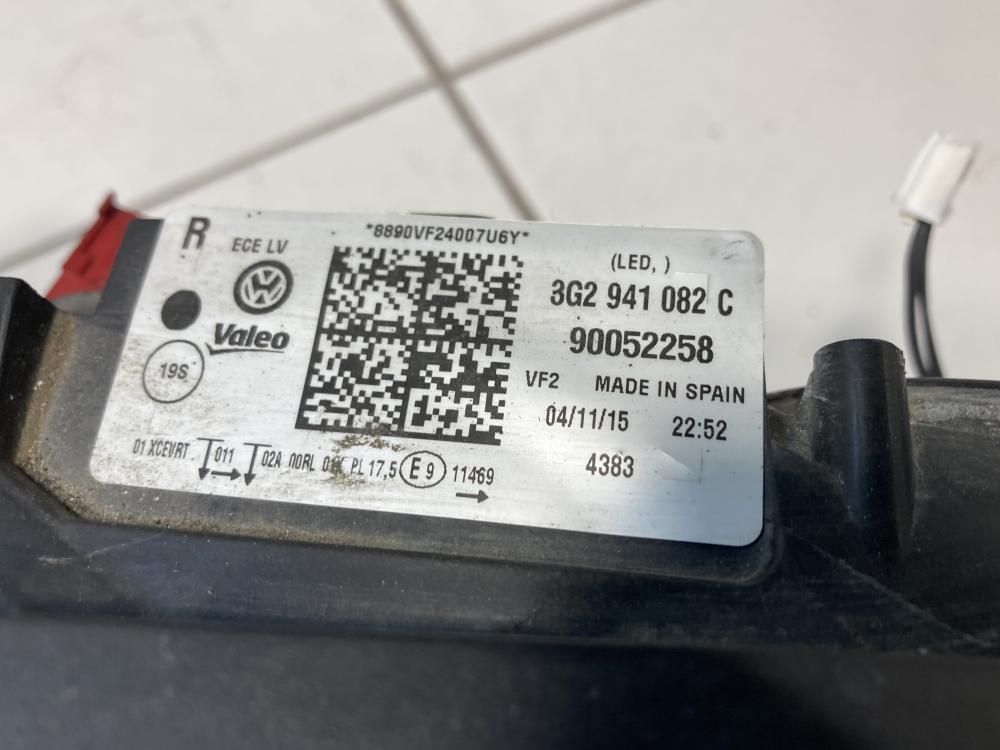 R
*8890VF24007U6Y*
ECE LV
(LED, )
3G2 941 082 C
Valeo
90052258
19S
VF2 MADE IN SPAIN
04/11/15 22:52
01 XCEVRT 011 02A 00RL PL 17,5 E9 11469
4383